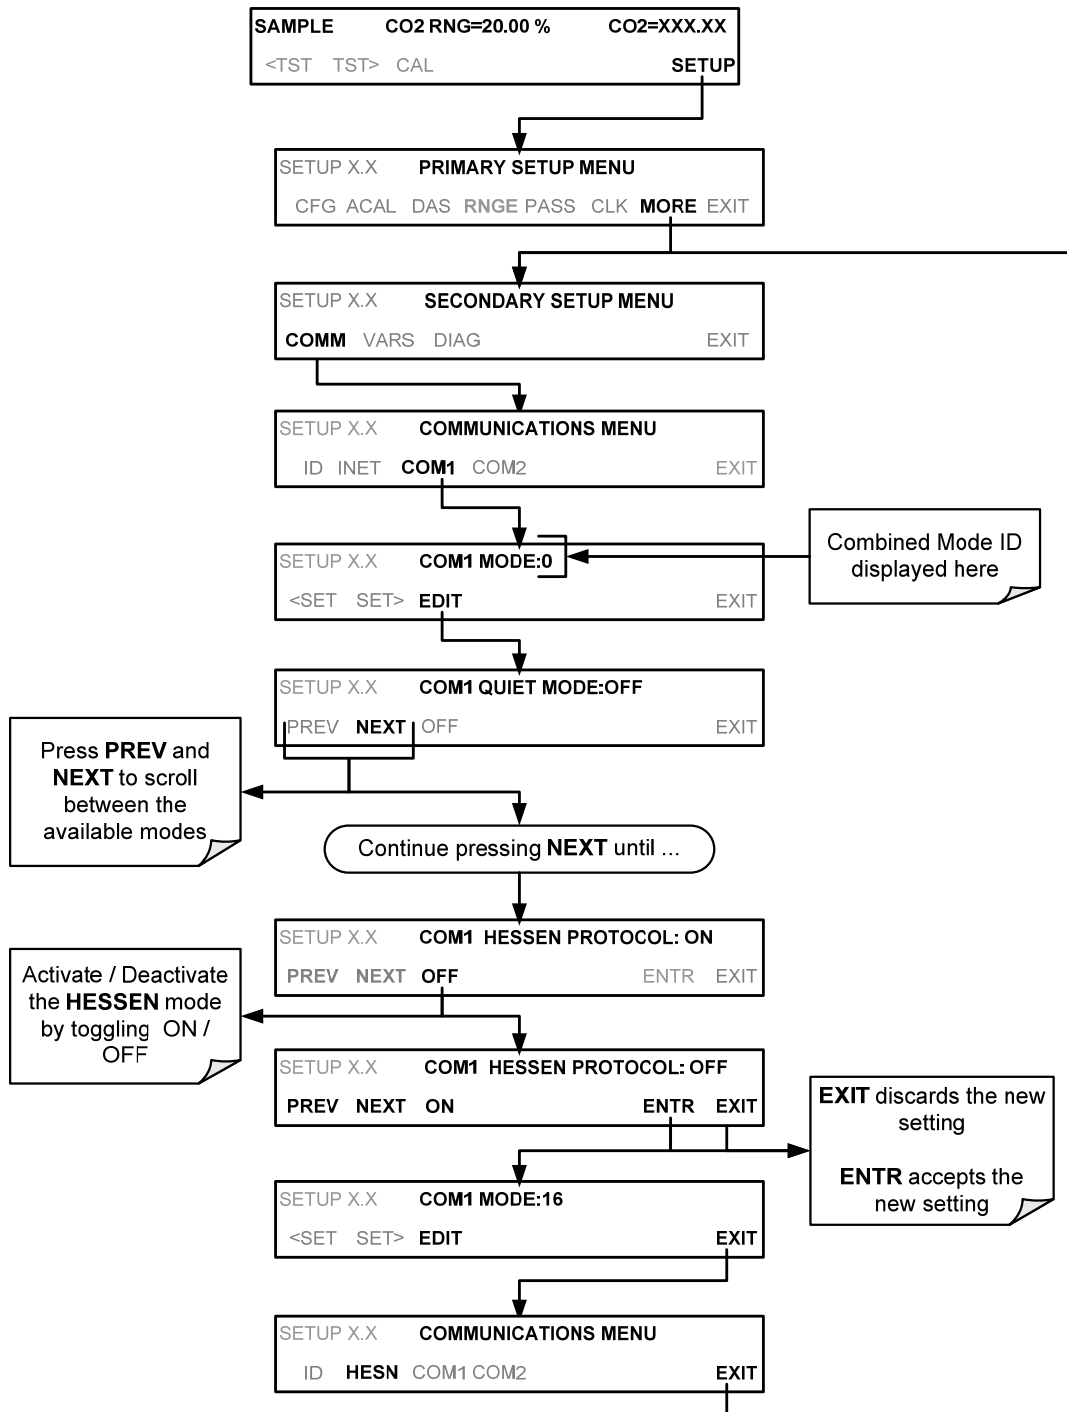 SAMPLE CO2 RNG=20.00 % CO2=XXX.XX
<TST TST> CAL SETUP
SETUP X.X PRIMARY SETUP MENU
CFG ACAL DAS RNGE PASS CLK MORE EXIT
SETUP X.X SECONDARY SETUP MENU
COMM VARS DIAG EXIT
SETUP X.X COMMUNICATIONS MENU
ID INET COM1 COM2 EXIT
SETUP X.X COM1 MODE:0
<SET SET> EDIT EXIT
Combined Mode ID
displayed here
SETUP X.X COM1 QUIET MODE:OFF
PREV NEXT OFF EXIT
Press PREV and
NEXT to scroll
between the
available modes
Continue pressing NEXT until ...
SETUP X.X COM1 HESSEN PROTOCOL: ON
PREV NEXT OFF ENTR EXIT
Activate / Deactivate
the HESSEN mode
by toggling ON /
OFF
SETUP X.X COM1 HESSEN PROTOCOL: OFF
PREV NEXT ON ENTR EXIT
EXIT discards the new
setting
ENTR accepts the
new setting
SETUP X.X COM1 MODE:16
<SET SET> EDIT EXIT
SETUP X.X COMMUNICATIONS MENU
ID HESN COM1 COM2 EXIT